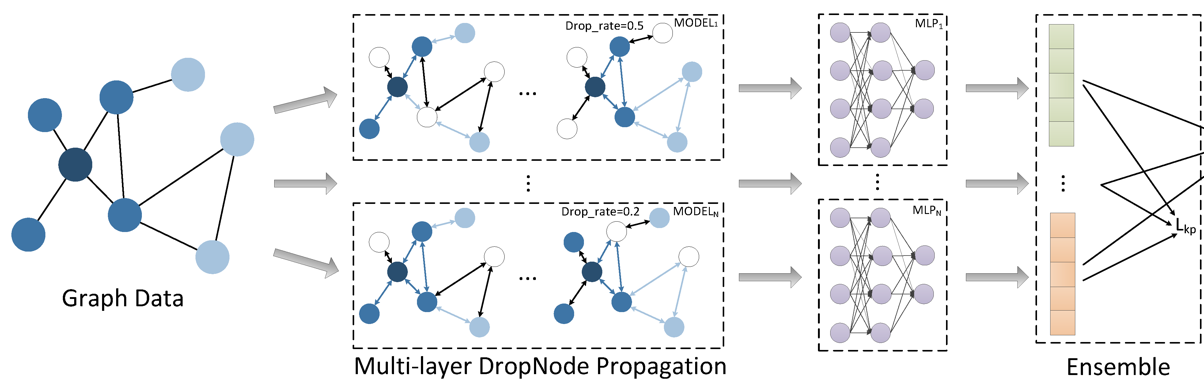 Drop_rate=0.5
MODEL₁
MLP₁
...
Graph Data
Drop_rate=0.2
MODELN
MLPN
...
Lkp
Multi-layer DropNode Propagation
Ensemble